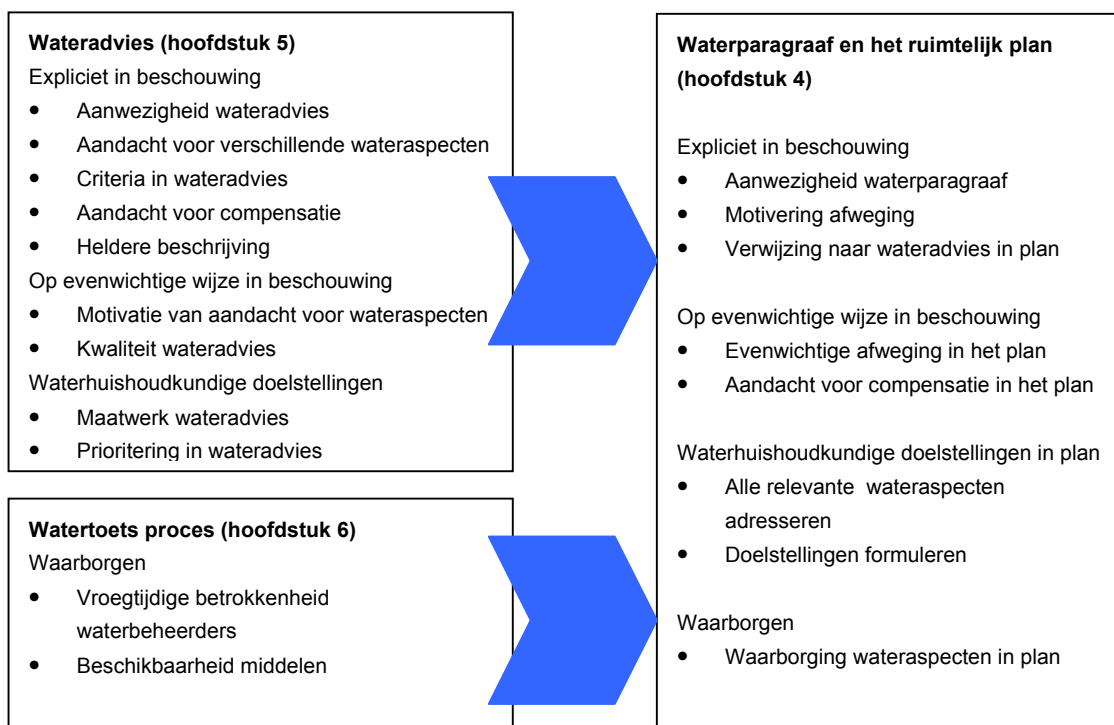 Wateradvies (hoofdstuk 5)
Expliciet in beschouwing
• Aanwezigheid wateradvies
• Aandacht voor verschillende wateraspecten
• Criteria in wateradvies
• Aandacht voor compensatie
• Heldere beschrijving
Op evenwichtige wijze in beschouwing
• Motivatie van aandacht voor wateraspecten
• Kwaliteit wateradvies
Waterhuishoudkundige doelstellingen
• Maatwerk wateradvies
• Prioritering in wateradvies
Watertoets proces (hoofdstuk 6)
Waarborgen
• Vroegtijdige betrokkenheid
waterbeheerders
• Beschikbaarheid middelen
Waterparagraaf en het ruimtelijk plan
(hoofdstuk 4)
Expliciet in beschouwing
• Aanwezigheid waterparagraaf
• Motivering afweging
• Verwijzing naar wateradvies in plan
Op evenwichtige wijze in beschouwing
• Evenwichtige afweging in het plan
• Aandacht voor compensatie in het plan
Waterhuishoudkundige doelstellingen in plan
• Alle relevante wateraspecten
adresseren
• Doelstellingen formuleren
Waarborgen
• Waarborging wateraspecten in plan